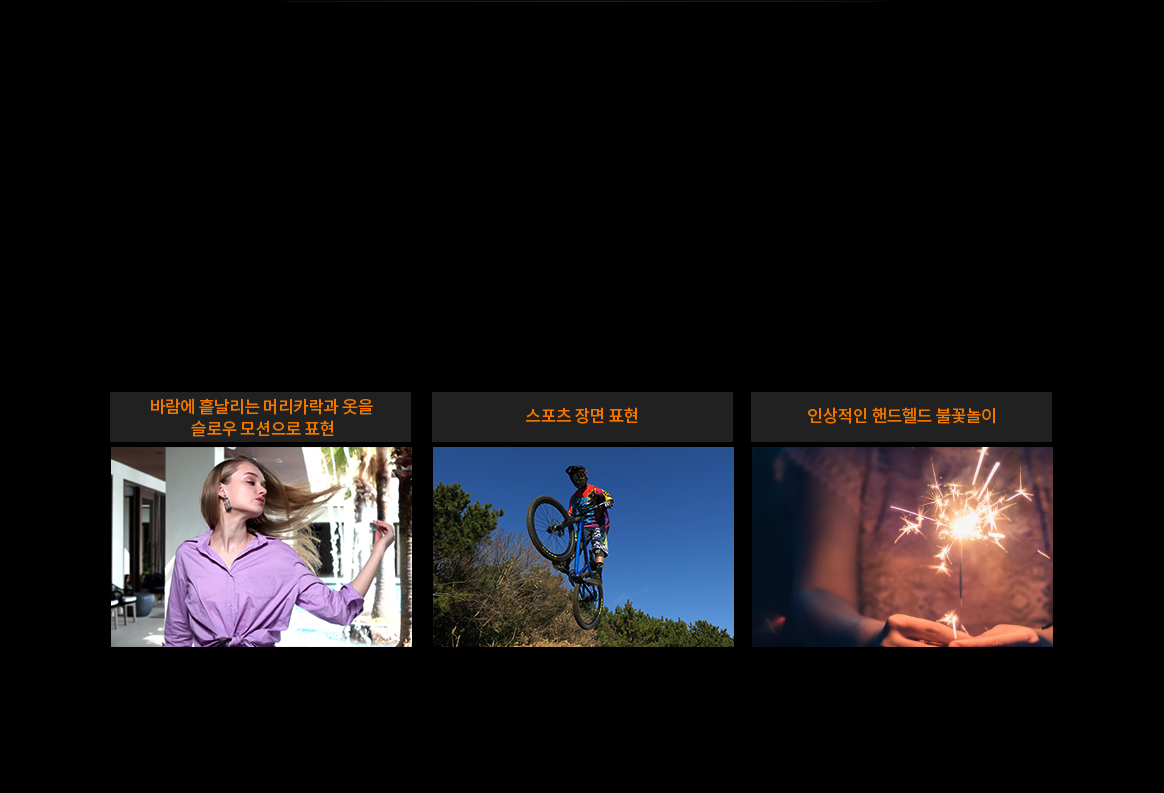 바람에 흩날리는 머리카락과 옷을
슬로우 모션으로 표현
스포츠 장면 표현
인상적인 핸드헬드 불꽃놀이